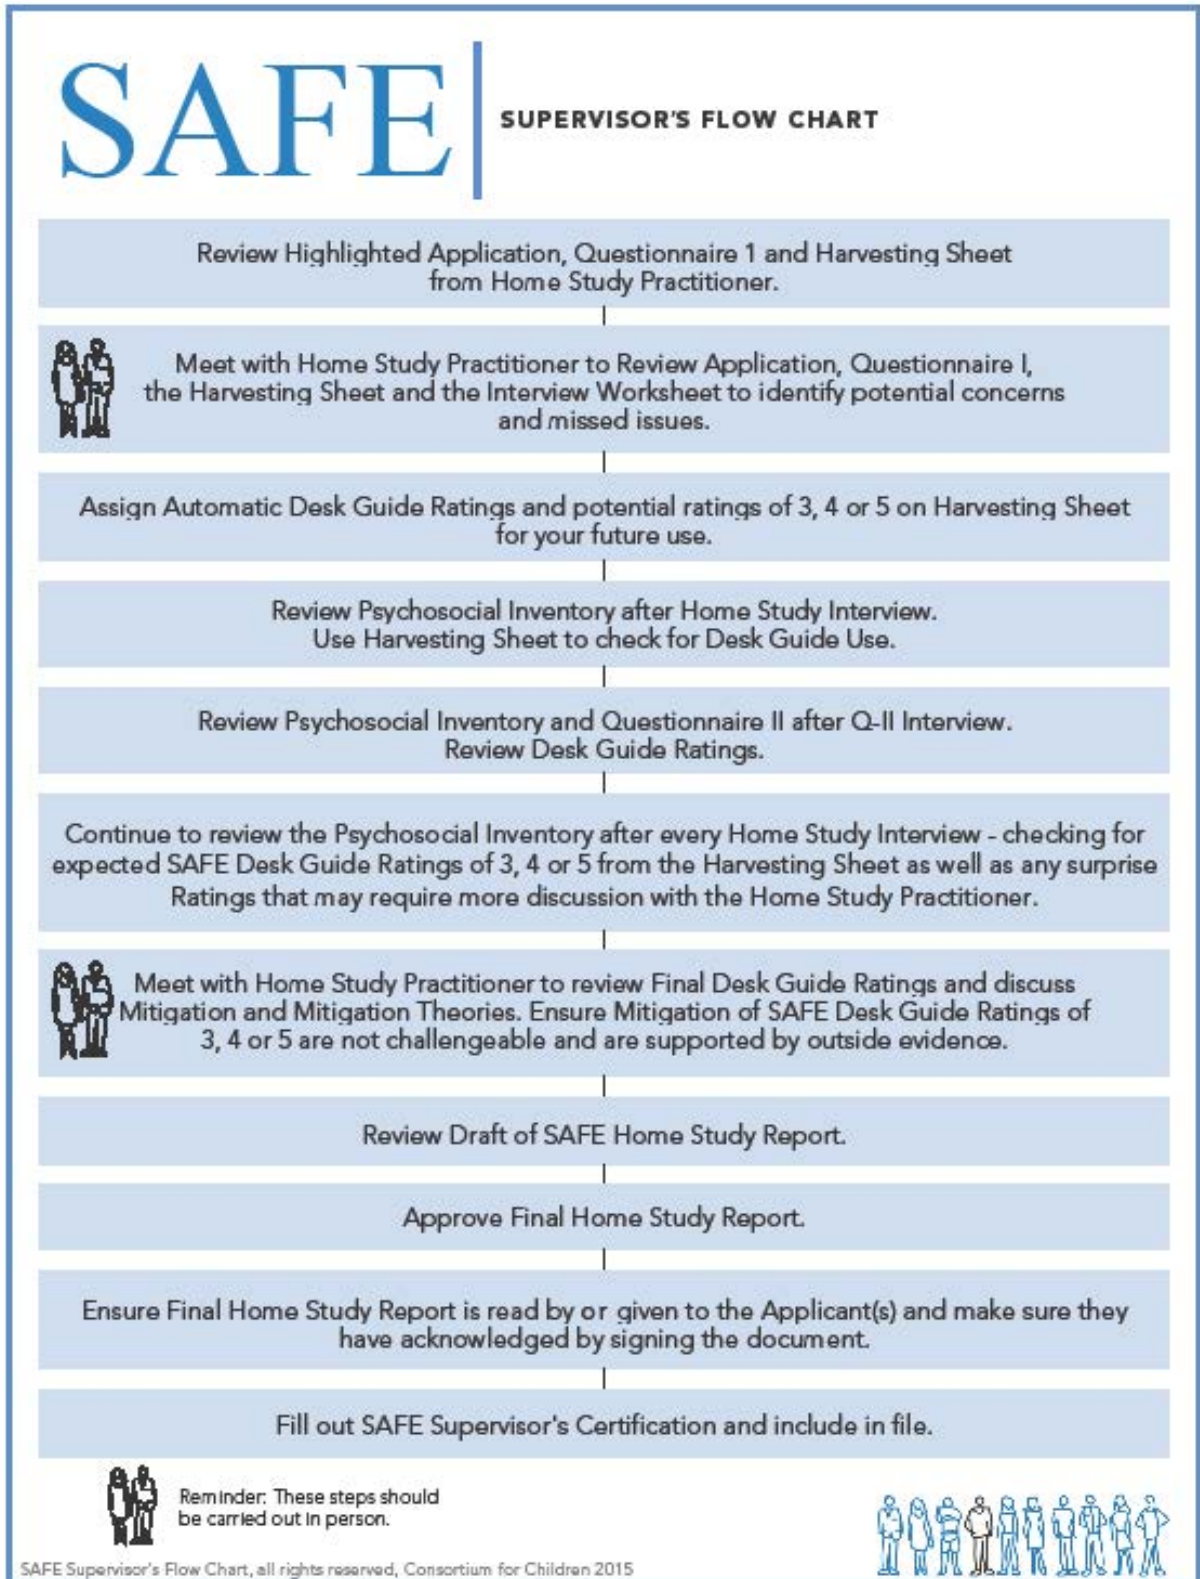 SAFE
SUPERVISOR'S FLOW CHART
Review Highlighted Application, Questionnaire 1 and Harvesting Sheet
from Home Study Practitioner.
Meet with Home Study Practitioner to Review Application, Questionnaire I,
the Harvesting Sheet and the Interview Worksheet to identify potential concerns
and missed issues.
Assign Automatic Desk Guide Ratings and potential ratings of 3, 4 or 5 on Harvesting Sheet
for your future use.
Review Psychosocial Inventory after Home Study Interview.
Use Harvesting Sheet to check for Desk Guide Use.
Review Psychosocial Inventory and Questionnaire II after Q-II Interview.
Review Desk Guide Ratings.
Continue to review the Psychosocial Inventory after every Home Study Interview - checking for
expected SAFE Desk Guide Ratings of 3, 4 or 5 from the Harvesting Sheet as well as any surprise
Ratings that may require more discussion with the Home Study Practitioner.
Meet with Home Study Practitioner to review Final Desk Guide Ratings and discuss
Mitigation and Mitigation Theories. Ensure Mitigation of SAFE Desk Guide Ratings of
3, 4 or 5 are not challengeable and are supported by outside evidence.
Review Draft of SAFE Home Study Report.
Approve Final Home Study Report.
Ensure Final Home Study Report is read by or given to the Applicant(s) and make sure they
have acknowledged by signing the document.
Fill out SAFE Supervisor's Certification and include in file.
Reminder: These steps should
be carried out in person.
SAFE Supervisor's Flow Chart, all rights reserved, Consortium for Children 2015